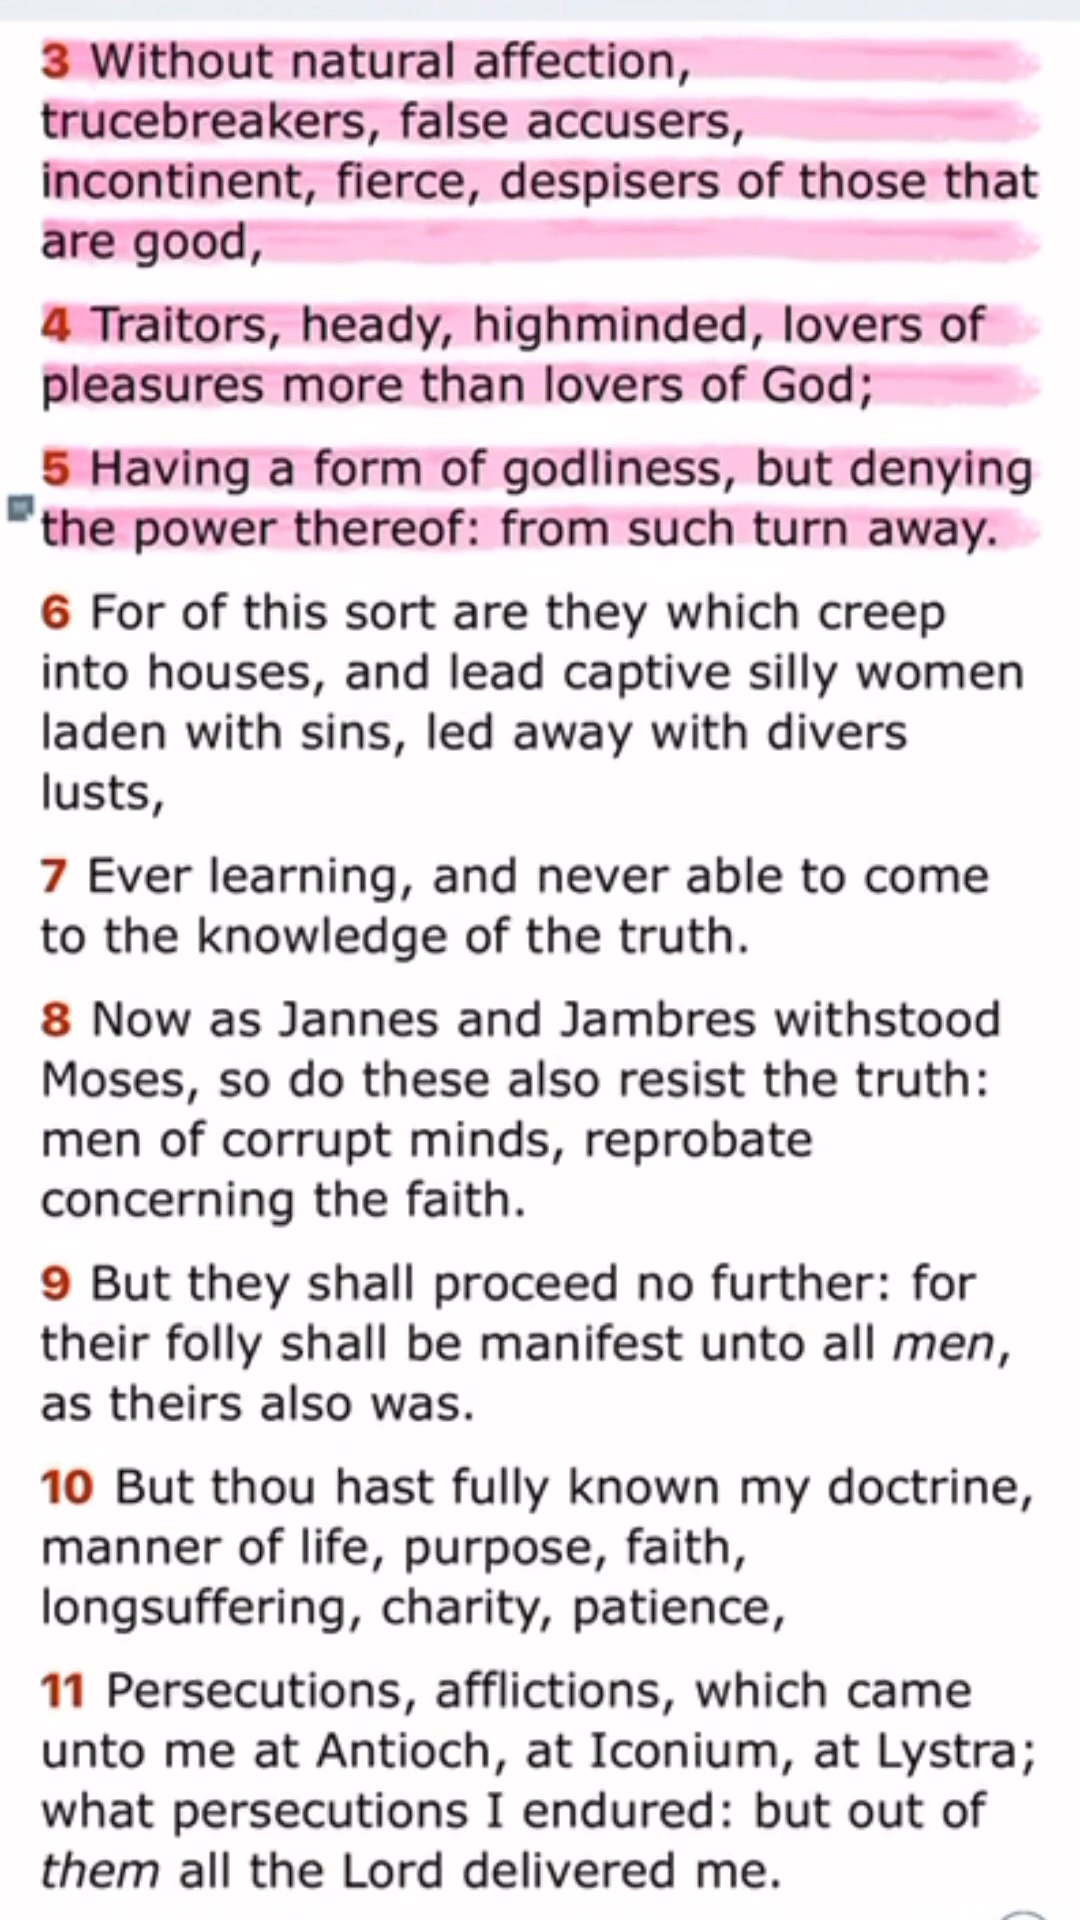 3 Without natural affection,
trucebreakers, false accusers,
incontinent, fierce, despisers of those that
are good,
4 Traitors, heady, highminded, lovers of
pleasures more than lovers of God;
5 Having a form of godliness, but denying
the power thereof: from such turn away.
6 For of this sort are they which creep
into houses, and lead captive silly women
laden with sins, led away with divers
lusts,
7 Ever learning, and never able to come
to the knowledge of the truth.
8 Now as Jannes and Jambres withstood
Moses, so do these also resist the truth:
men of corrupt minds, reprobate
concerning the faith.
9 But they shall proceed no further: for
their folly shall be manifest unto all men,
as theirs also was.
10 But thou hast fully known my doctrine,
manner of life, purpose, faith,
longsuffering, charity, patience,
11 Persecutions, afflictions, which came
unto me at Antioch, at Iconium, at Lystra;
what persecutions I endured: but out of
them all the Lord delivered me.